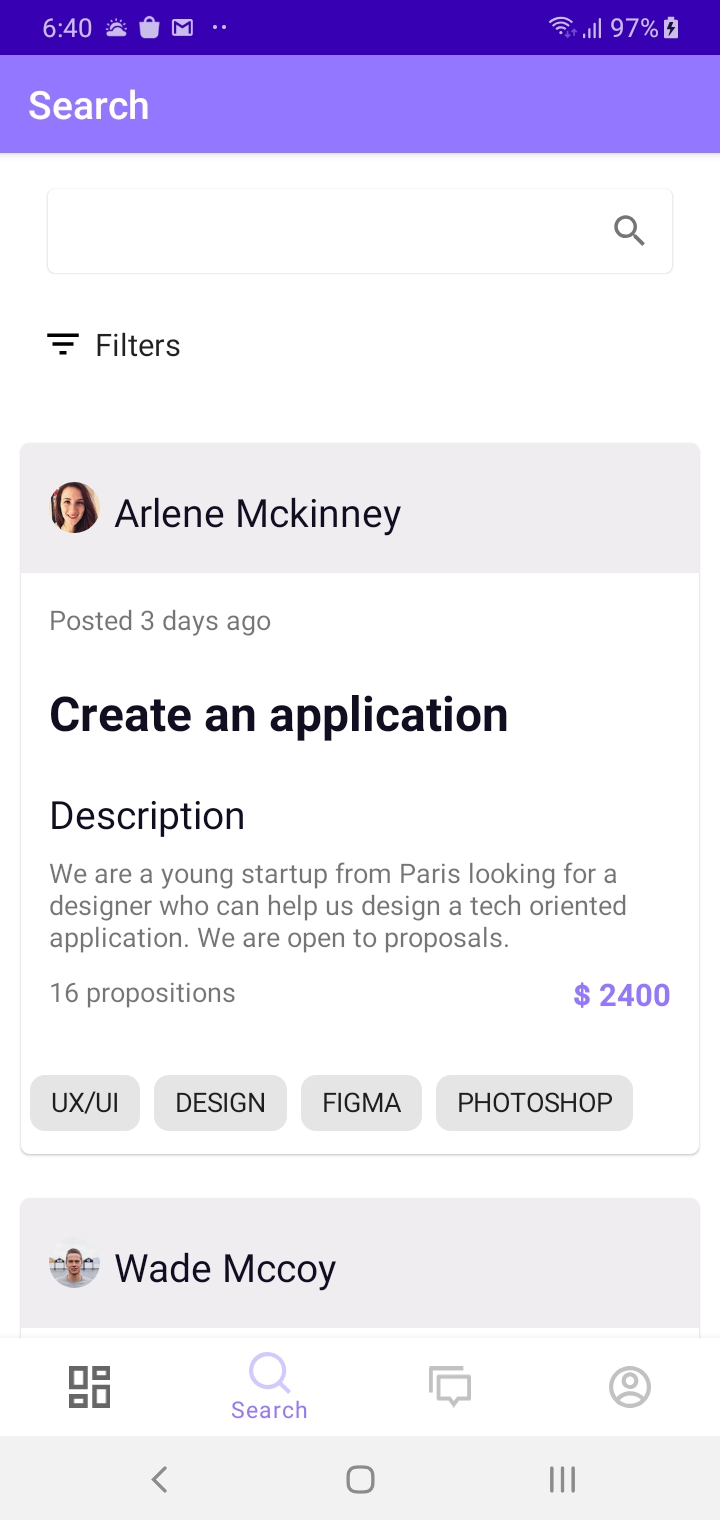 6:40
97%
Search
Filters
Arlene Mckinney
Posted 3 days ago
Create an application
Description
We are a young startup from Paris looking for a
designer who can help us design a tech oriented
application. We are open to proposals.
16 propositions
$ 2400
UX/UI DESIGN FIGMA PHOTOSHOP
Wade Mccoy
Search